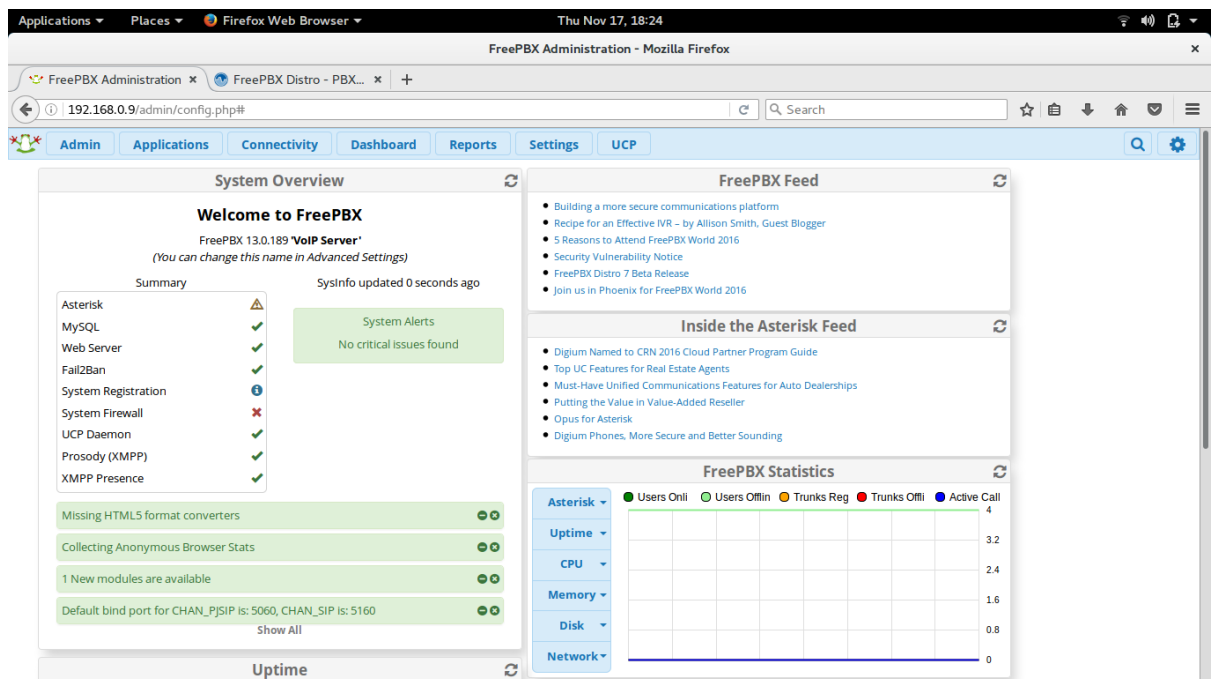 Applications Places Firefox Web Browser Thu Nov 17, 18:24
FreePBX Administration - Mozilla Firefox
FreePBX Administration FreePBX Distro - PBX...
192.168.0.9/admin/config.php# Search
Admin Applications Connectivity Dashboard Reports Settings UCP
System Overview
Welcome to FreePBX
FreePBX 13.0.189 'VoIP Server'
(You can change this name in Advanced Settings)
Summary
Asterisk
MySQL
Web Server
Fail2Ban
System Registration
System Firewall
UCP Daemon
Prosody (XMPP)
XMPP Presence
SysInfo updated 0 seconds ago
System Alerts
No critical issues found
Missing HTML5 format converters
Collecting Anonymous Browser Stats
1 New modules are available
Default bind port for CHAN_PJSIP is: 5060, CHAN_SIP is: 5160
Show All
Uptime
FreePBX Feed
Building a more secure communications platform
Recipe for an Effective IVR – by Allison Smith, Guest Blogger
5 Reasons to Attend FreePBX World 2016
Security Vulnerability Notice
FreePBX Distro 7 Beta Release
Join us in Phoenix for FreePBX World 2016
Inside the Asterisk Feed
Digium Named to CRN 2016 Cloud Partner Program Guide
Top UC Features for Real Estate Agents
Must-Have Unified Communications Features for Auto Dealerships
Putting the Value in Value-Added Reseller
Opus for Asterisk
Digium Phones, More Secure and Better Sounding
FreePBX Statistics
Asterisk
Uptime
CPU
Memory
Disk
Network
Users Onli Users Offlin Trunks Reg Trunks Offli Active Call
4
3.2
2.4
1.6
0.8
0